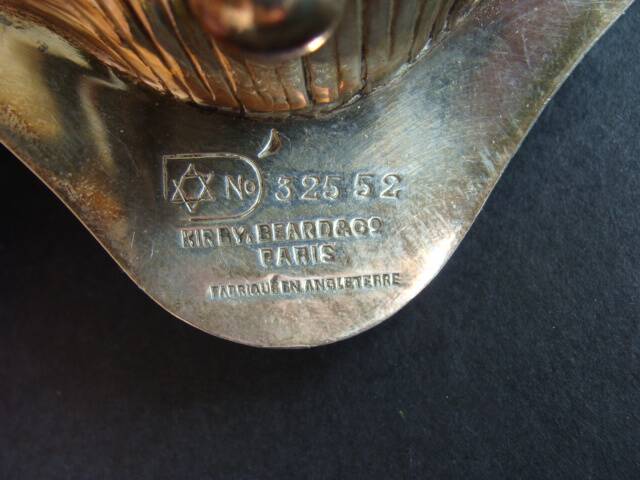 D No 32552
KIRBY, BEARD & Co
PARIS
FABRIQUÉ EN ANGLETERRE